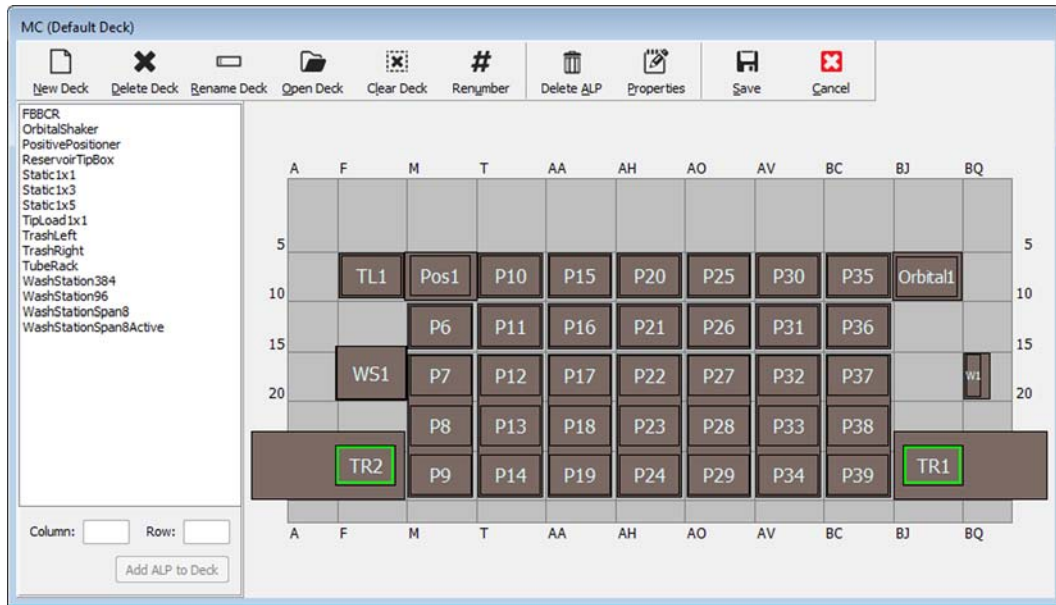 MC (Default Deck)
New Deck Delete Deck Rename Deck Open Deck Clear Deck Renumber Delete ALP Properties Save Cancel
FBBCR
OrbitalShaker
PositivePositioner
ReservoirTipBox
Static1x1
Static1x3
Static1x5
TipLoad1x1
TrashLeft
TrashRight
TubeRack
WashStation384
WashStation96
WashStationSpan8
WashStationSpan8Active
Column: Row:
Add ALP to Deck
A F M T AA AH AO AV BC BJ BQ
5 5
TL1 Pos1 P10 P15 P20 P25 P30 P35 Orbital1
10 10
P6 P11 P16 P21 P26 P31 P36
15 15
WS1 P7 P12 P17 P22 P27 P32 P37 W1
20 20
P8 P13 P18 P23 P28 P33 P38
TR2 P9 P14 P19 P24 P29 P34 P39 TR1
A F M T AA AH AO AV BC BJ BQ